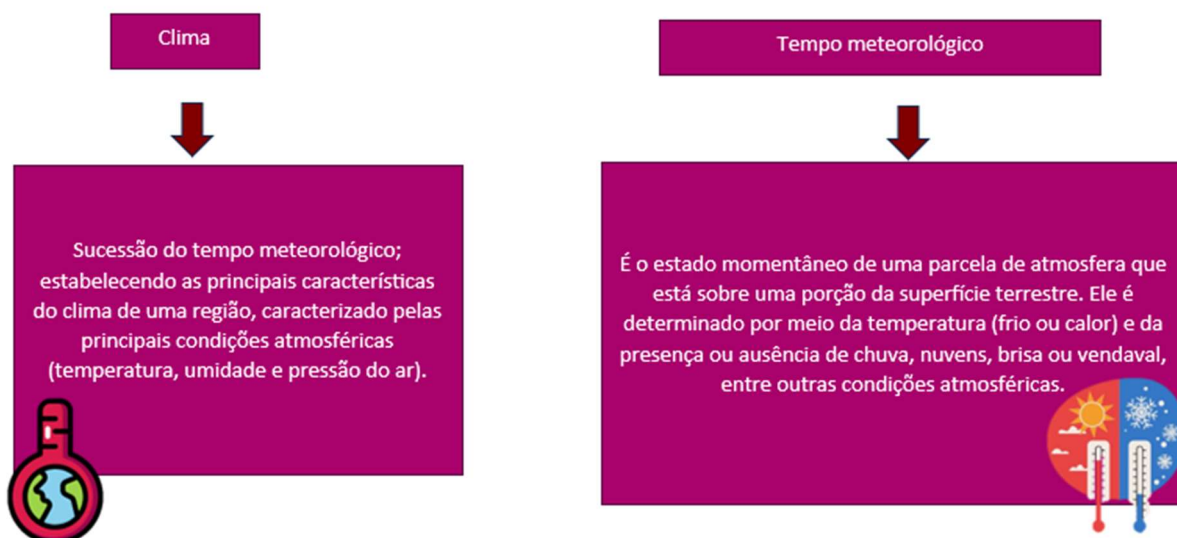 Clima
Sucessão do tempo meteorológico;
estabelecendo as principais características
do clima de uma região, caracterizado pelas
principais condições atmosféricas
(temperatura, umidade e pressão do ar).
Tempo meteorológico
É o estado momentâneo de uma parcela de atmosfera que
está sobre uma porção da superfície terrestre. Ele é
determinado por meio da temperatura (frio ou calor) e da
presença ou ausência de chuva, nuvens, brisa ou vendaval,
entre outras condições atmosféricas.